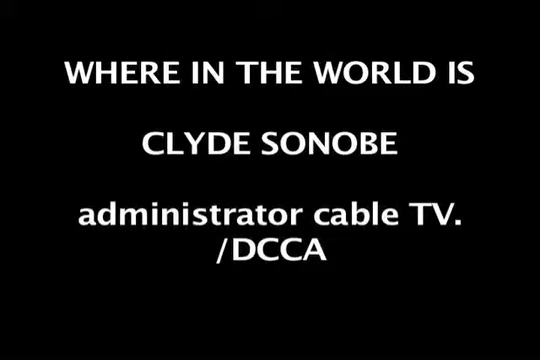 WHERE IN THE WORLD IS
CLYDE SONOBE
administrator cable TV.
/DCCA